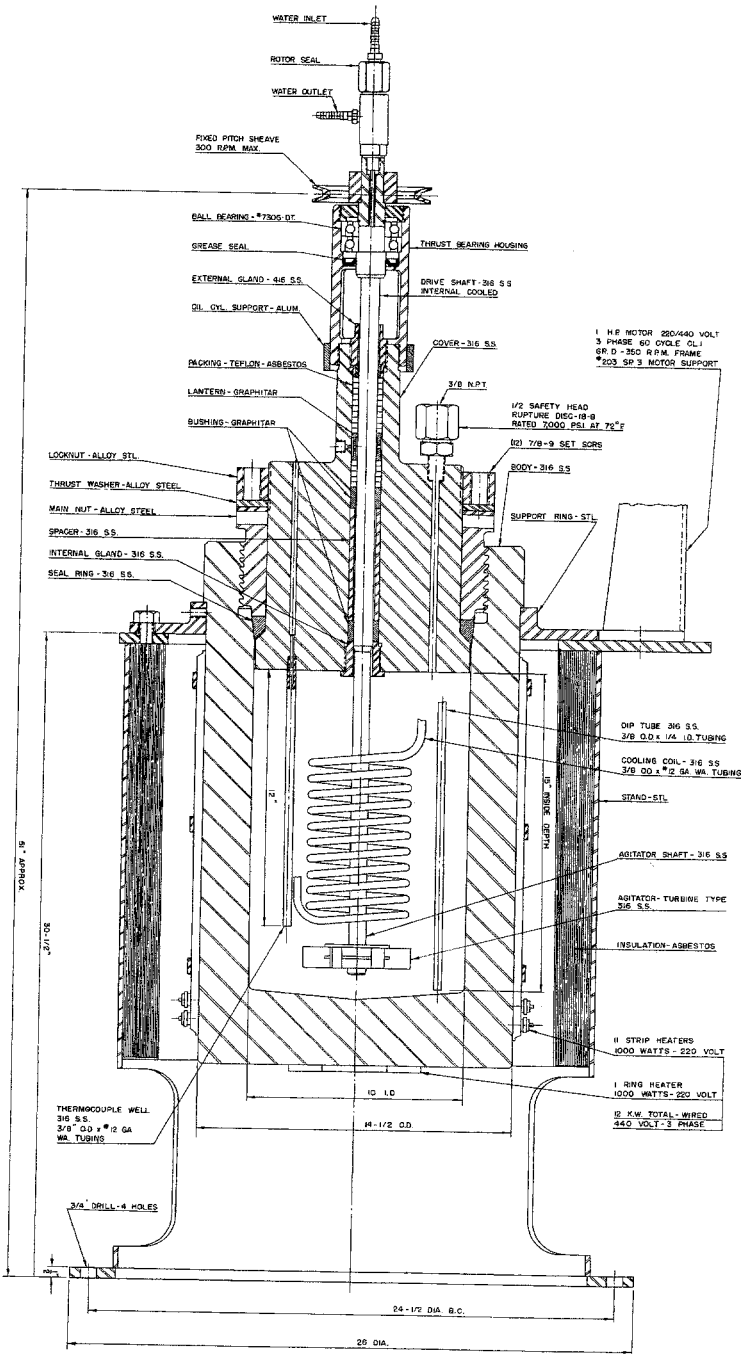 WATER INLET
ROTOR SEAL
WATER OUTLET
FIXED PITCH SHEAVE
300 R.P.M. MAX.
BALL BEARING-#7306-DT.
GREASE SEAL
THRUST BEARING HOUSING
EXTERNAL GLAND-416 S.S.
DRIVE SHAFT-316 S.S
INTERNAL COOLED
OIL CYL. SUPPORT-ALUM.
PACKING-TEFLON-ASBESTOS
COVER-316 S.S.
LANTERN-GRAPHITAR
BUSHING-GRAPHITAR
3/8 N.P.T.
1 H.P. MOTOR 220/440 VOLT
3 PHASE 60 CYCLE CL.1
GR. D-350 R.P.M. FRAME
#203 SR 3 MOTOR SUPPORT
1/2 SAFETY HEAD
RUPTURE DISC-18-8
RATED 7,000 P.S.I. AT 72°F
(12) 7/8-9 SET SCRS
LOCKNUT-ALLOY STL.
BODY-316 S.S
THRUST WASHER-ALLOY STEEL
MAIN NUT-ALLOY STEEL
SUPPORT RING-STL
SPACER-316 S.S.
INTERNAL GLAND-316 S.S.
SEAL RING-316 S.S.
DIP TUBE 316 S.S.
3/8 O.D x 1/4 I.D. TUBING
COOLING COIL-316 S.S
3/8 OD x #12 GA. WA. TUBING
STAND-STL
12"
15" INSIDE DEPTH
AGITATOR SHAFT-316 S.S
AGITATOR-TURBINE TYPE
316 S.S.
INSULATION-ASBESTOS
51" APPROX.
30-1/2"
11 STRIP HEATERS
1000 WATTS-220 VOLT
1 RING HEATER
1000 WATTS-220 VOLT
12 K.W. TOTAL-WIRED
440 VOLT-3 PHASE
10 I.D
14-1/2 O.D.
THERMOCOUPLE WELL
316 S.S.
3/8" O.D x #12 GA
WA. TUBING
3/4" DRILL-4 HOLES
24-1/2 DIA. B.C.
26 DIA.